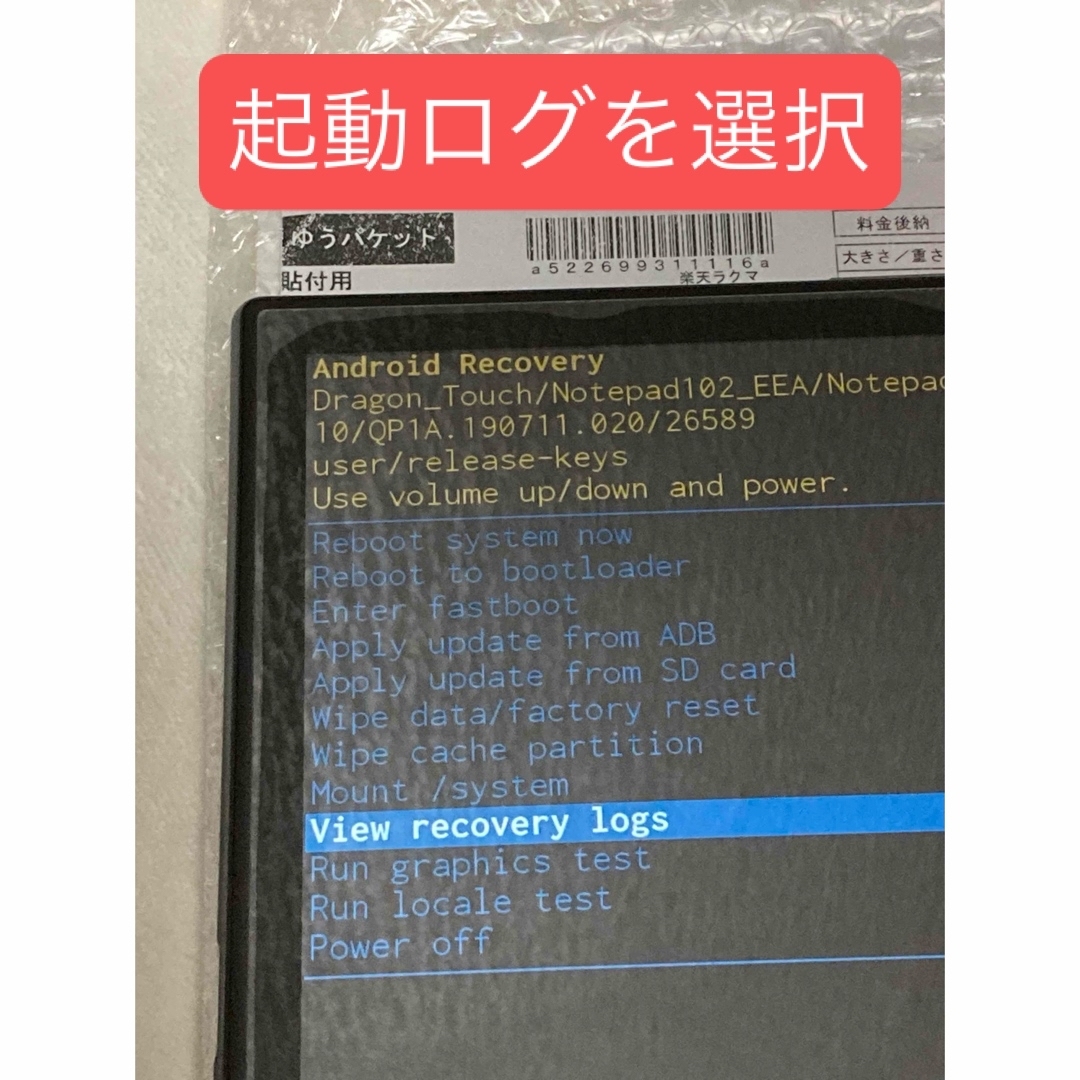 起動ログを選択
ゆうパケット
貼付用
a522699311116a
楽天ラクマ
料金後納
大きさ/重さ
Android Recovery
Dragon_Touch/Notepad102_EEA/Notepad
10/QP1A.190711.020/26589
user/release-keys
Use volume up/down and power.
Reboot system now
Reboot to bootloader
Enter fastboot
Apply update from ADB
Apply update from SD card
Wipe data/factory reset
Wipe cache partition
Mount /system
View recovery logs
Run graphics test
Run locale test
Power off